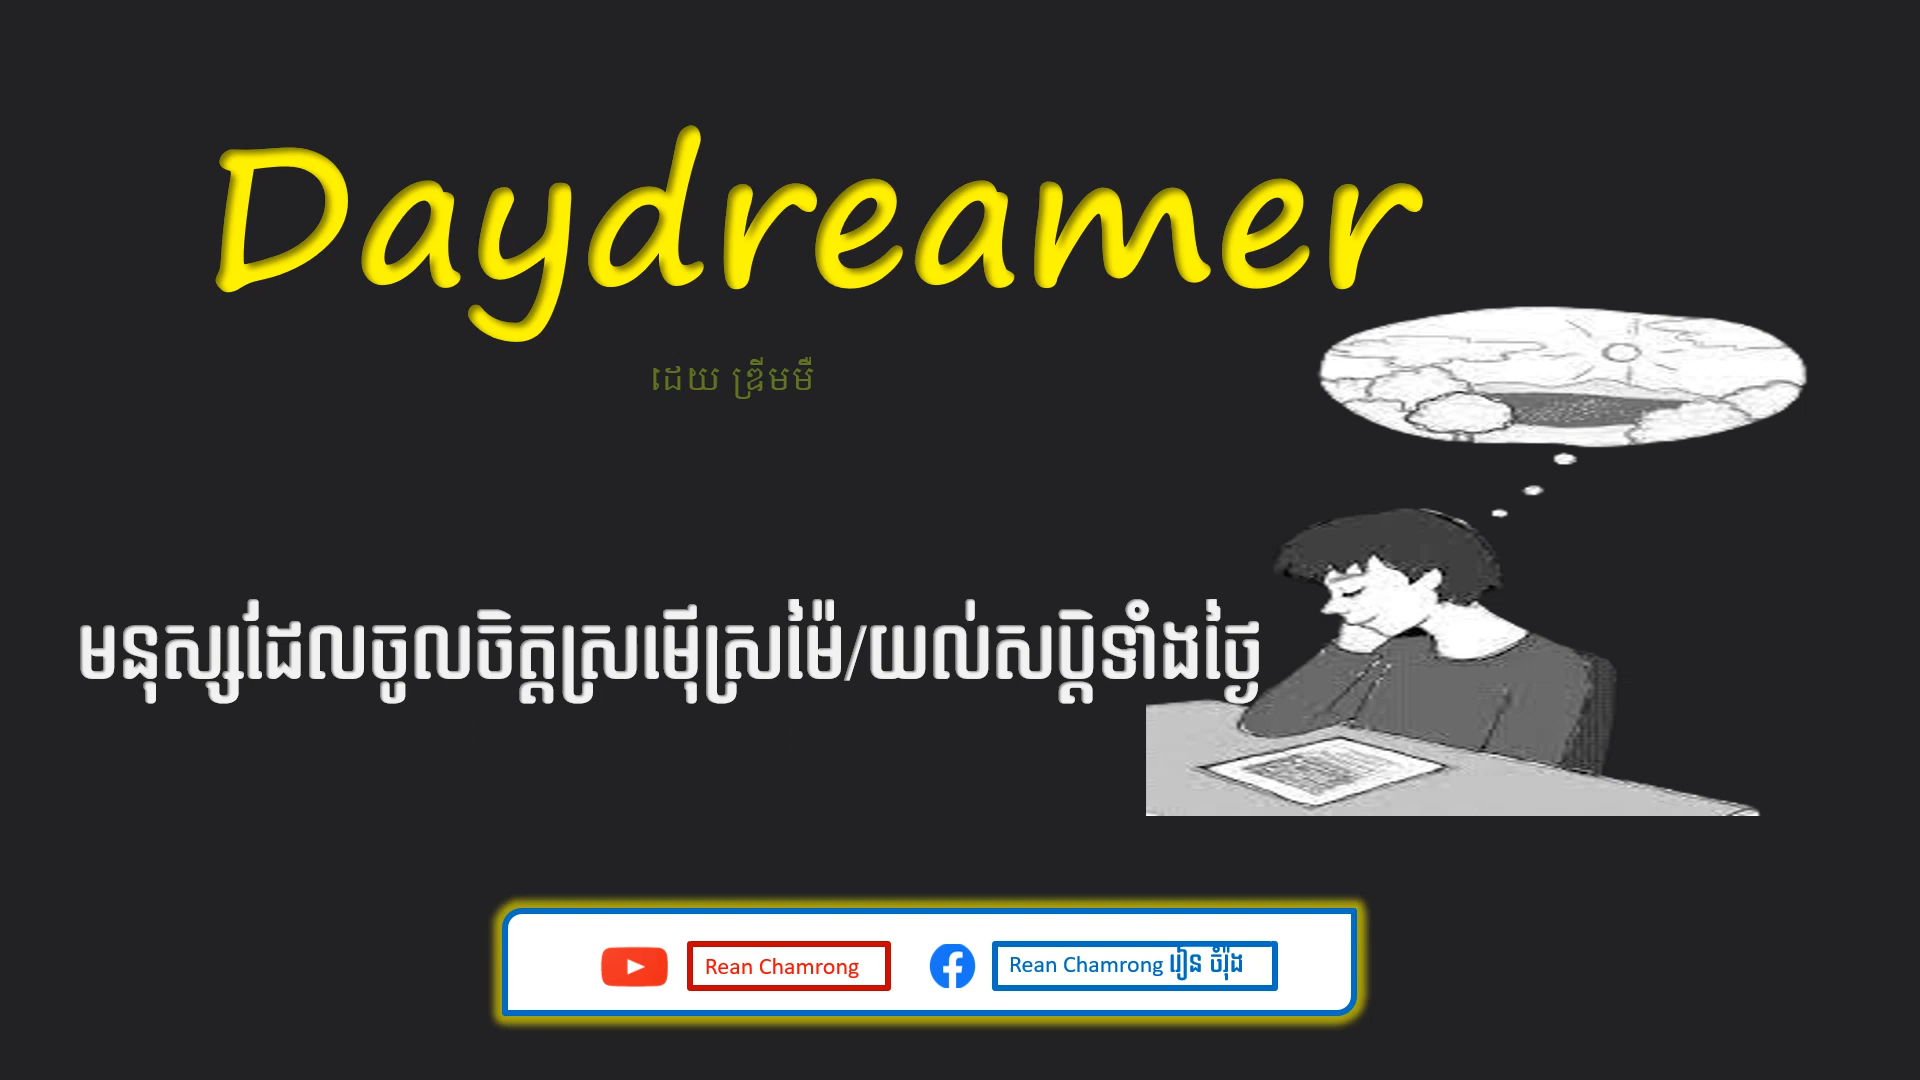 Daydreamer
ដេយ ឌ្រីមមឺ
មនុស្សដែលចូលចិត្តស្រមើស្រមៃ/យល់សប្តិទាំងថ្ងៃ
Rean Chamrong
Rean Chamrong រៀន ចំរ៉ុង